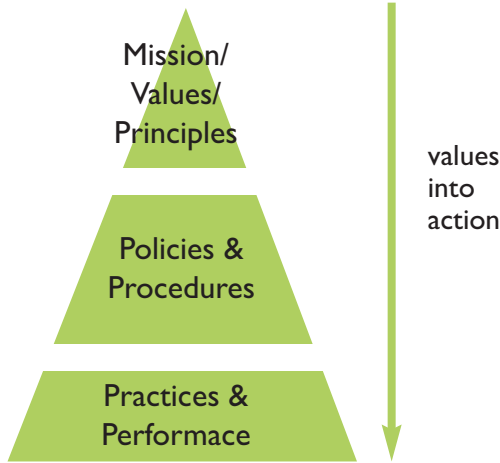 Mission/
Values/
Principles
values
into
action
Policies &
Procedures
Practices &
Performace